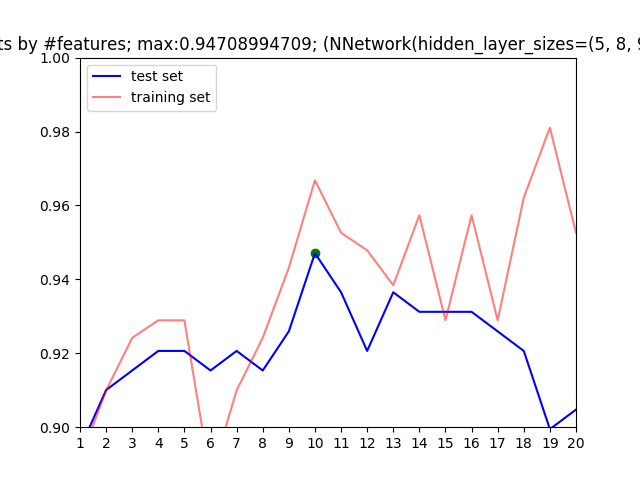 ts by #features; max:0.94708994709; (NNetwork(hidden_layer_sizes=(5, 8, 9
test set
training set
1.00
0.98
0.96
0.94
0.92
0.90
1 2 3 4 5 6 7 8 9 10 11 12 13 14 15 16 17 18 19 20